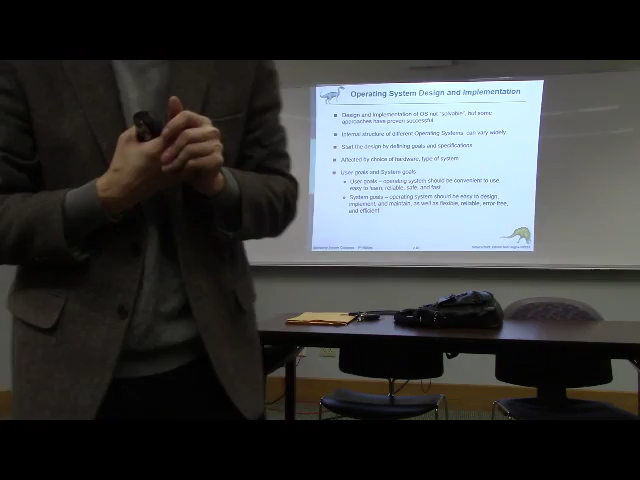 Operating System Design and Implementation
Design and Implementation of OS not "solvable", but some
approaches have proven successful
Internal structure of different Operating Systems can vary widely
Start the design by defining goals and specifications
Affected by choice of hardware, type of system
User goals and System goals
User goals – operating system should be convenient to use,
easy to learn, reliable, safe, and fast
System goals – operating system should be easy to design,
implement, and maintain, as well as flexible, reliable, error-free,
and efficient